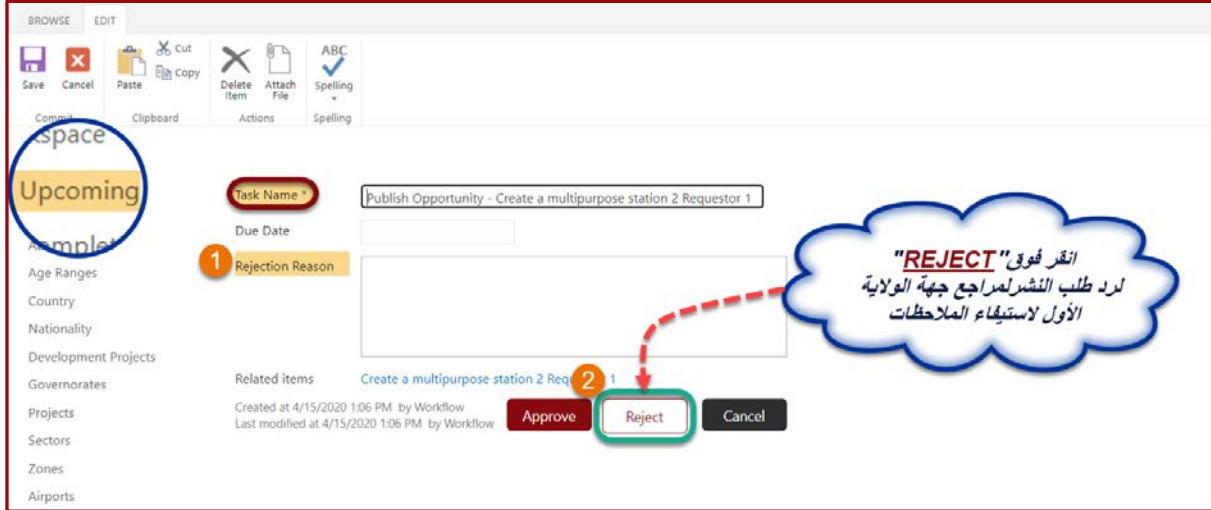 BROWSE EDIT
Save Cancel Paste Cut Copy Delete Item Attach File ABC Spelling
Commit Clipboard Actions Spelling
Upcoming
Task Name *
Publish Opportunity - Create a multipurpose station 2 Requestor 1
Due Date
1 Rejection Reason
انقر فوق "REJECT"
لرد طلب النشرلمراجع جهة الولاية
الأول لاستيفاء الملاحظات
Age Ranges
Country
Nationality
Development Projects
Governorates
Projects
Sectors
Zones
Airports
Related items
Create a multipurpose station 2 Req 2 1
Created at 4/15/2020 1:06 PM by Workflow
Last modified at 4/15/2020 1:06 PM by Workflow
Approve Reject Cancel